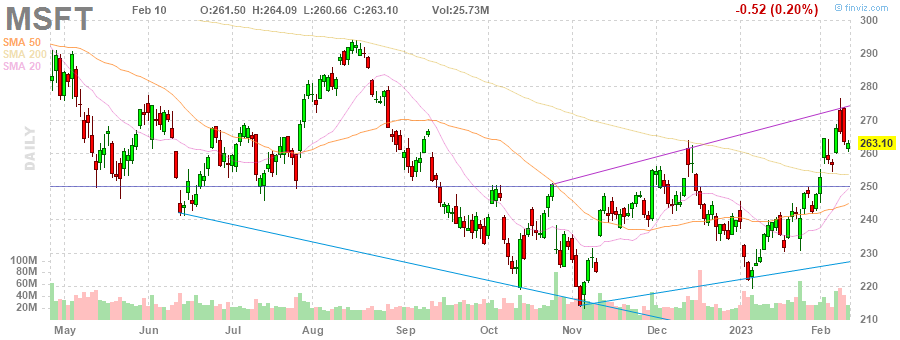 MSFT Feb 10 O:261.50 H:264.09 L:260.66 C:263.10 Vol:25.73M -0.52 (0.20%) © finviz.com
SMA 50
SMA 200
SMA 20
DAILY
300
290
280
270
263.10
260
250
240
230
220
210
100M
80M
60M
40M
20M
May Jun Jul Aug Sep Oct Nov Dec 2023 Feb